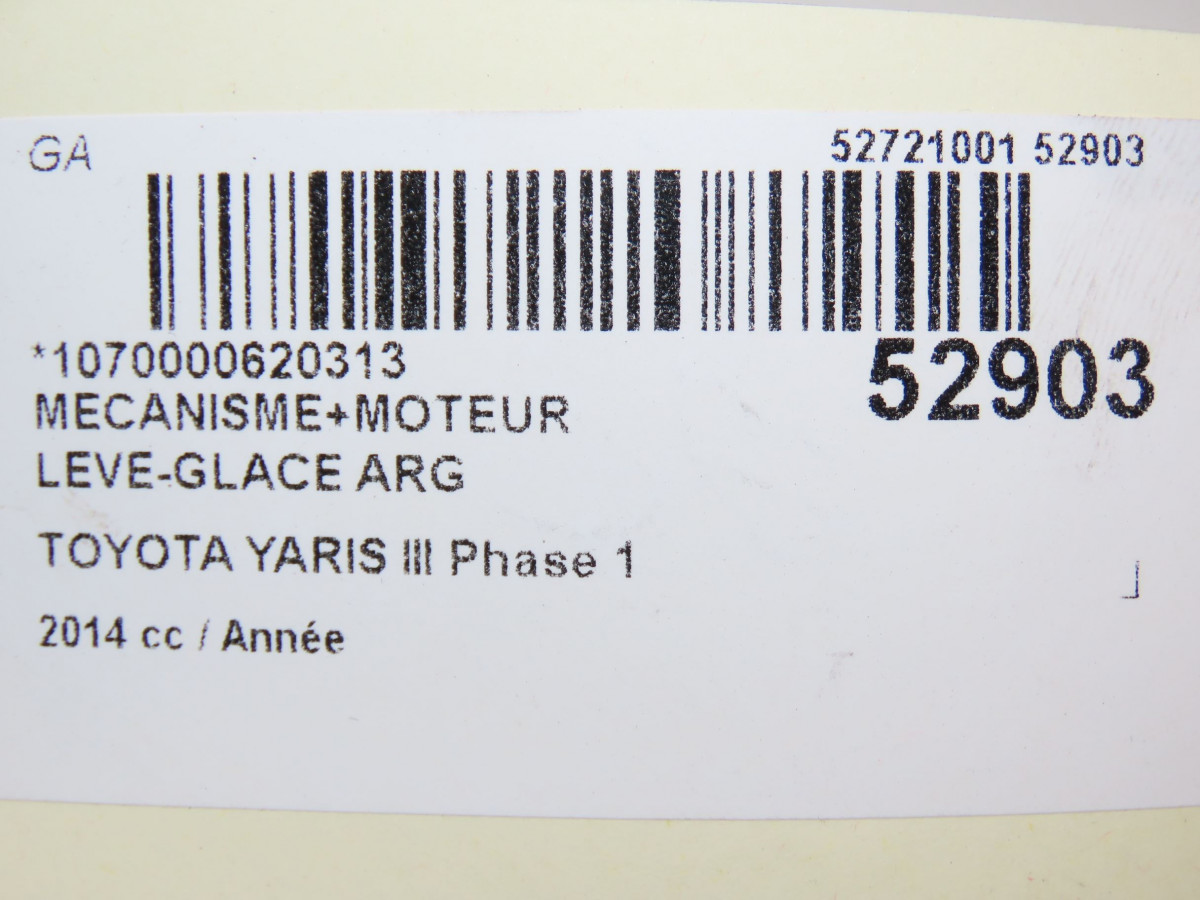 GA
52721001 52903
*1070000620313
52903
MECANISME+MOTEUR
LEVE-GLACE ARG
TOYOTA YARIS III Phase 1
2014 cc / Année